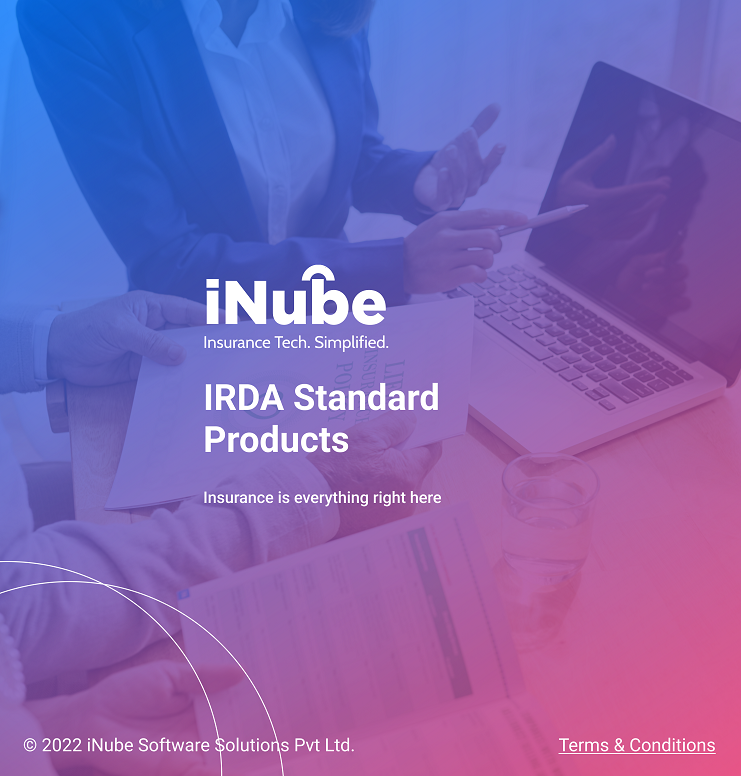 iNube
Insurance Tech. Simplified.
IRDA Standard
Products
Insurance is everything right here
© 2022 iNube Software Solutions Pvt Ltd.
Terms & Conditions